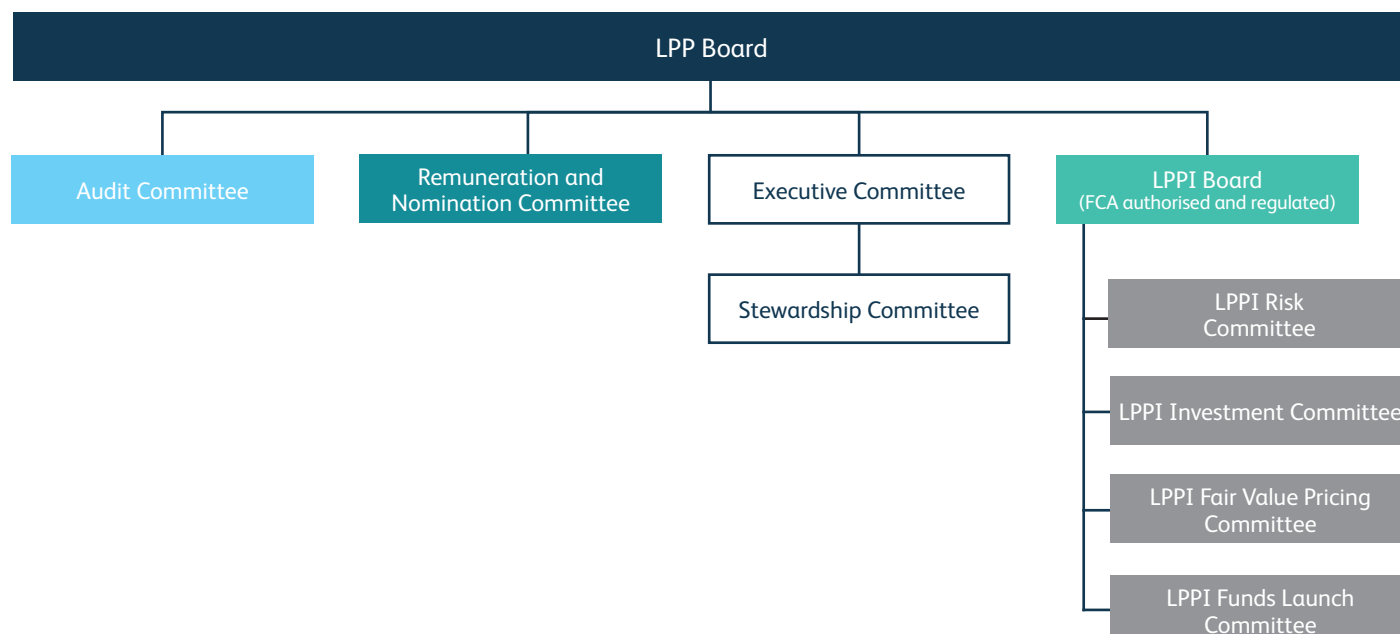 LPP Board
Audit Committee
Remuneration and
Nomination Committee
Executive Committee
LPPI Board
(FCA authorised and regulated)
Stewardship Committee
LPPI Risk
Committee
LPPI Investment Committee
LPPI Fair Value Pricing
Committee
LPPI Funds Launch
Committee